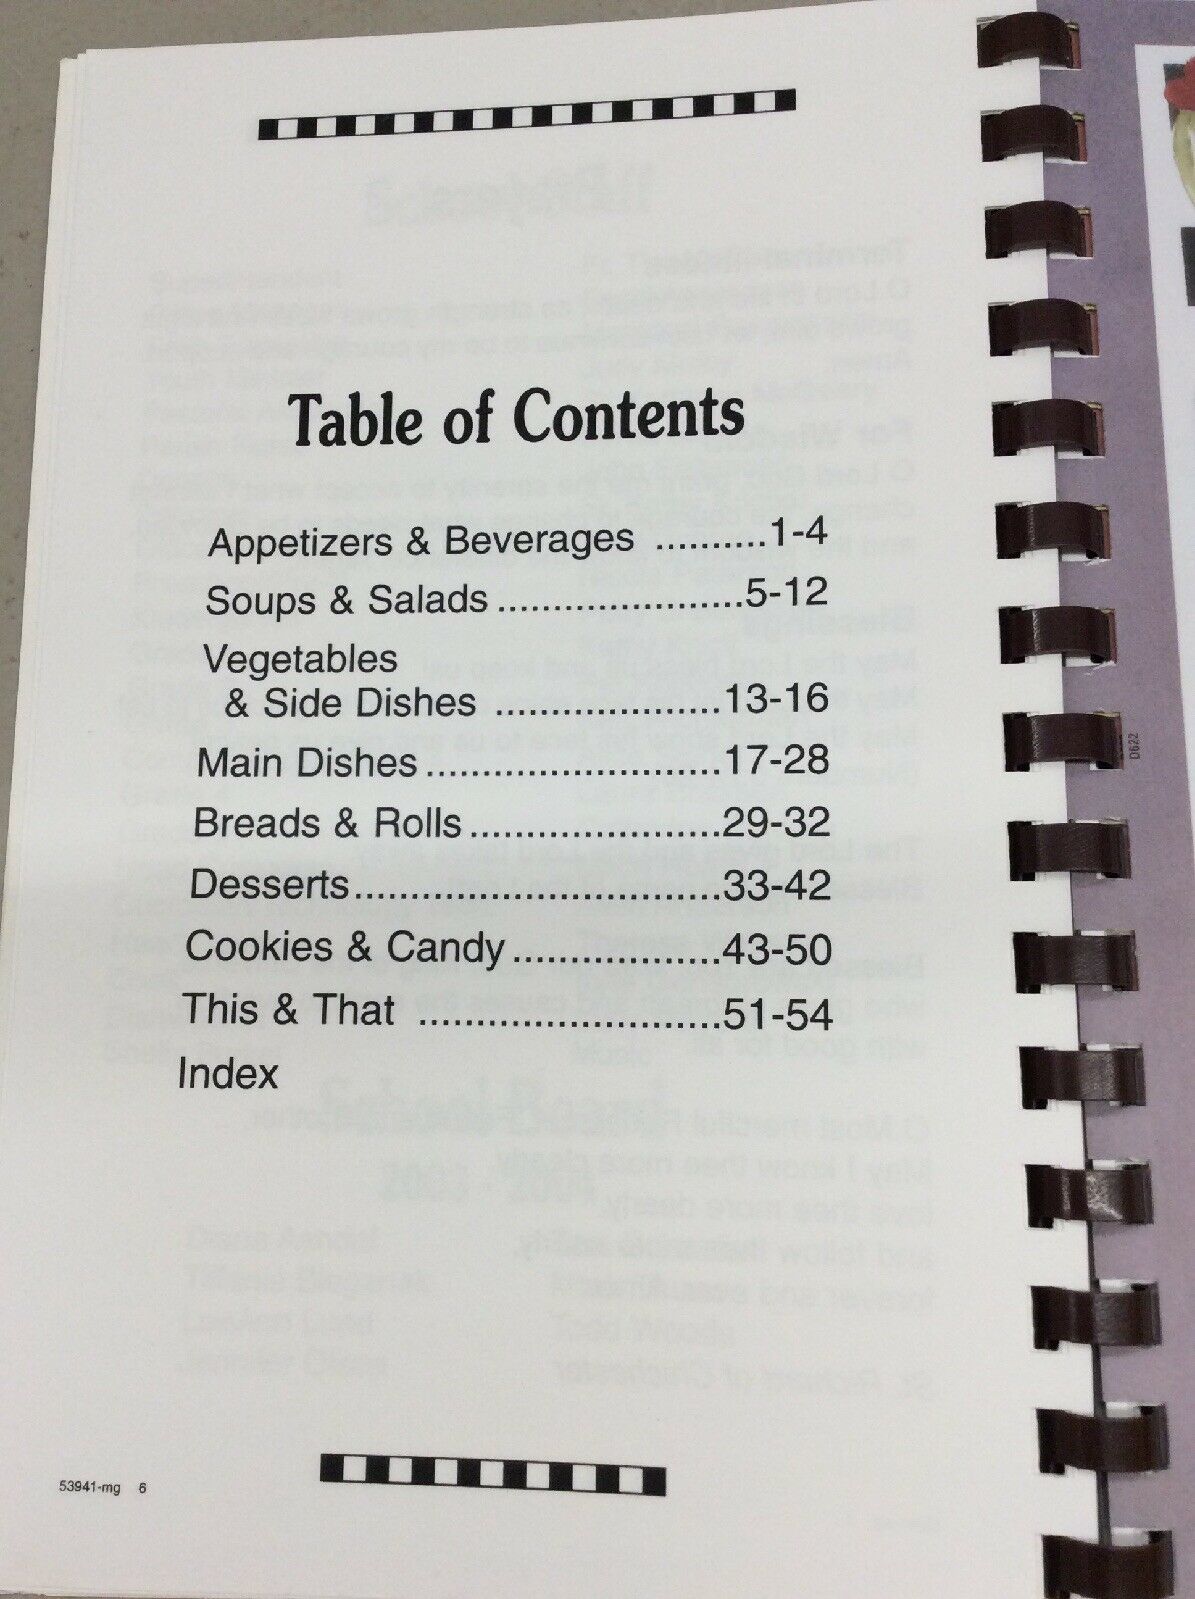 Table of Contents
Appetizers & Beverages ..........1-4
Soups & Salads......................5-12
Vegetables
& Side Dishes ....................13-16
Main Dishes..........................17-28
Breads & Rolls......................29-32
Desserts.................................33-42
Cookies & Candy...................43-50
This & That ...........................51-54
Index
53941-mg 6
D622